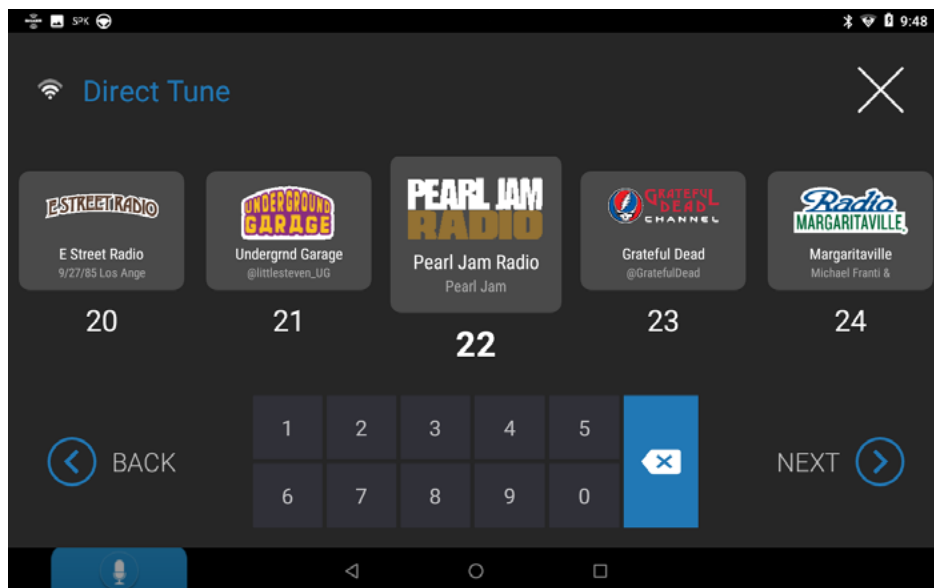 SPK
9:48
Direct Tune
E STREET RADIO
UNDERGROUND
GARAGE
PEARL JAM
RADIO
GRATEFUL
DEAD
CHANNEL
Radio
MARGARITAVILLE
E Street Radio
9/27/85 Los Ange
Undergrnd Garage
@littlesteven_UG
Pearl Jam Radio
Pearl Jam
Grateful Dead
@GratefulDead
Margaritaville
Michael Franti &
20
21
22
23
24
1 2 3 4 5
BACK
NEXT
6 7 8 9 0